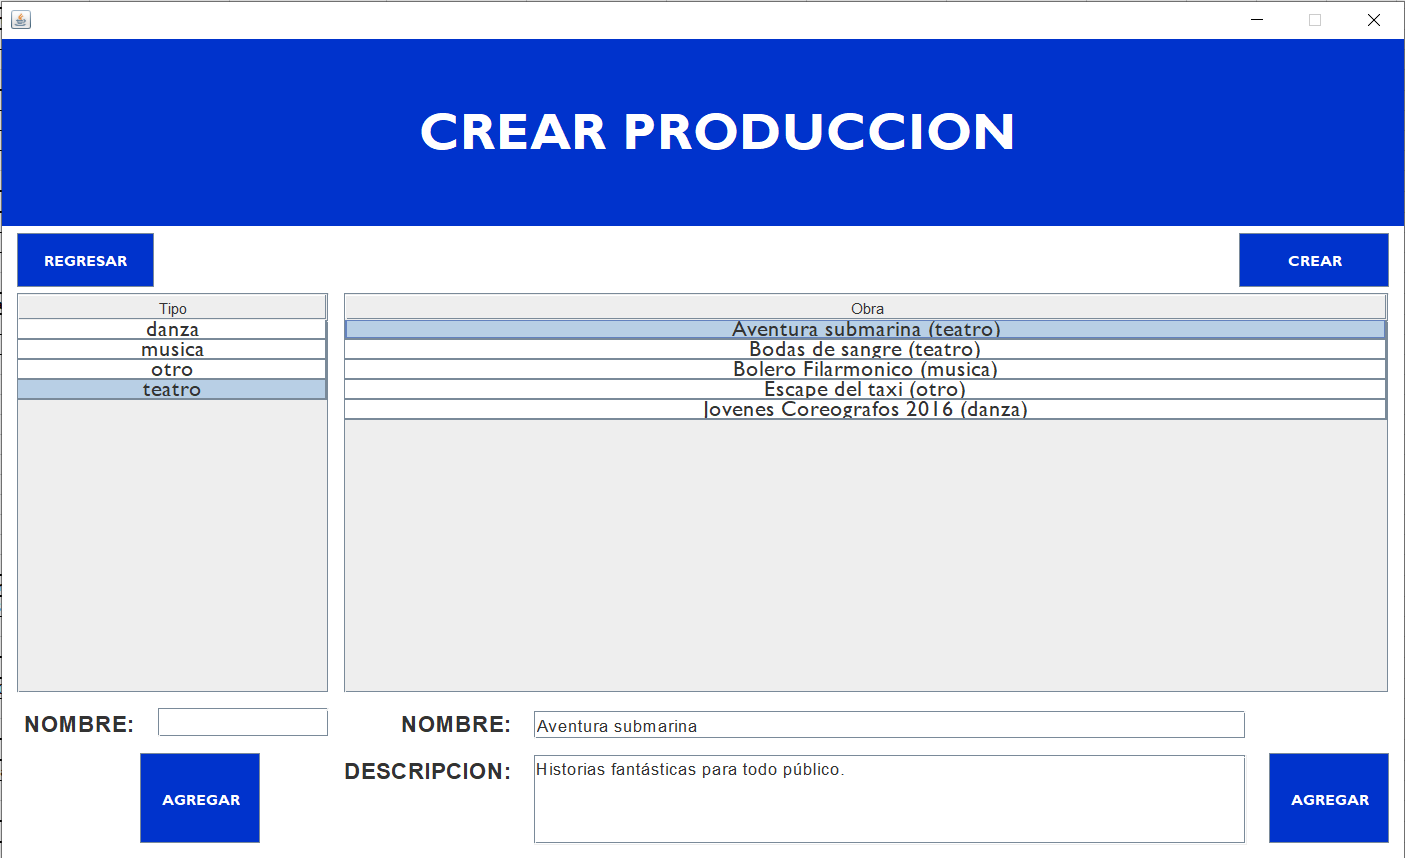 CREAR PRODUCCION
REGRESAR
CREAR
Tipo
danza
musica
otro
teatro
Obra
Aventura submarina (teatro)
Bodas de sangre (teatro)
Bolero Filarmonico (musica)
Escape del taxi (otro)
Jovenes Coreografos 2016 (danza)
NOMBRE:
AGREGAR
NOMBRE: Aventura submarina
DESCRIPCION: Historias fantásticas para todo público.
AGREGAR